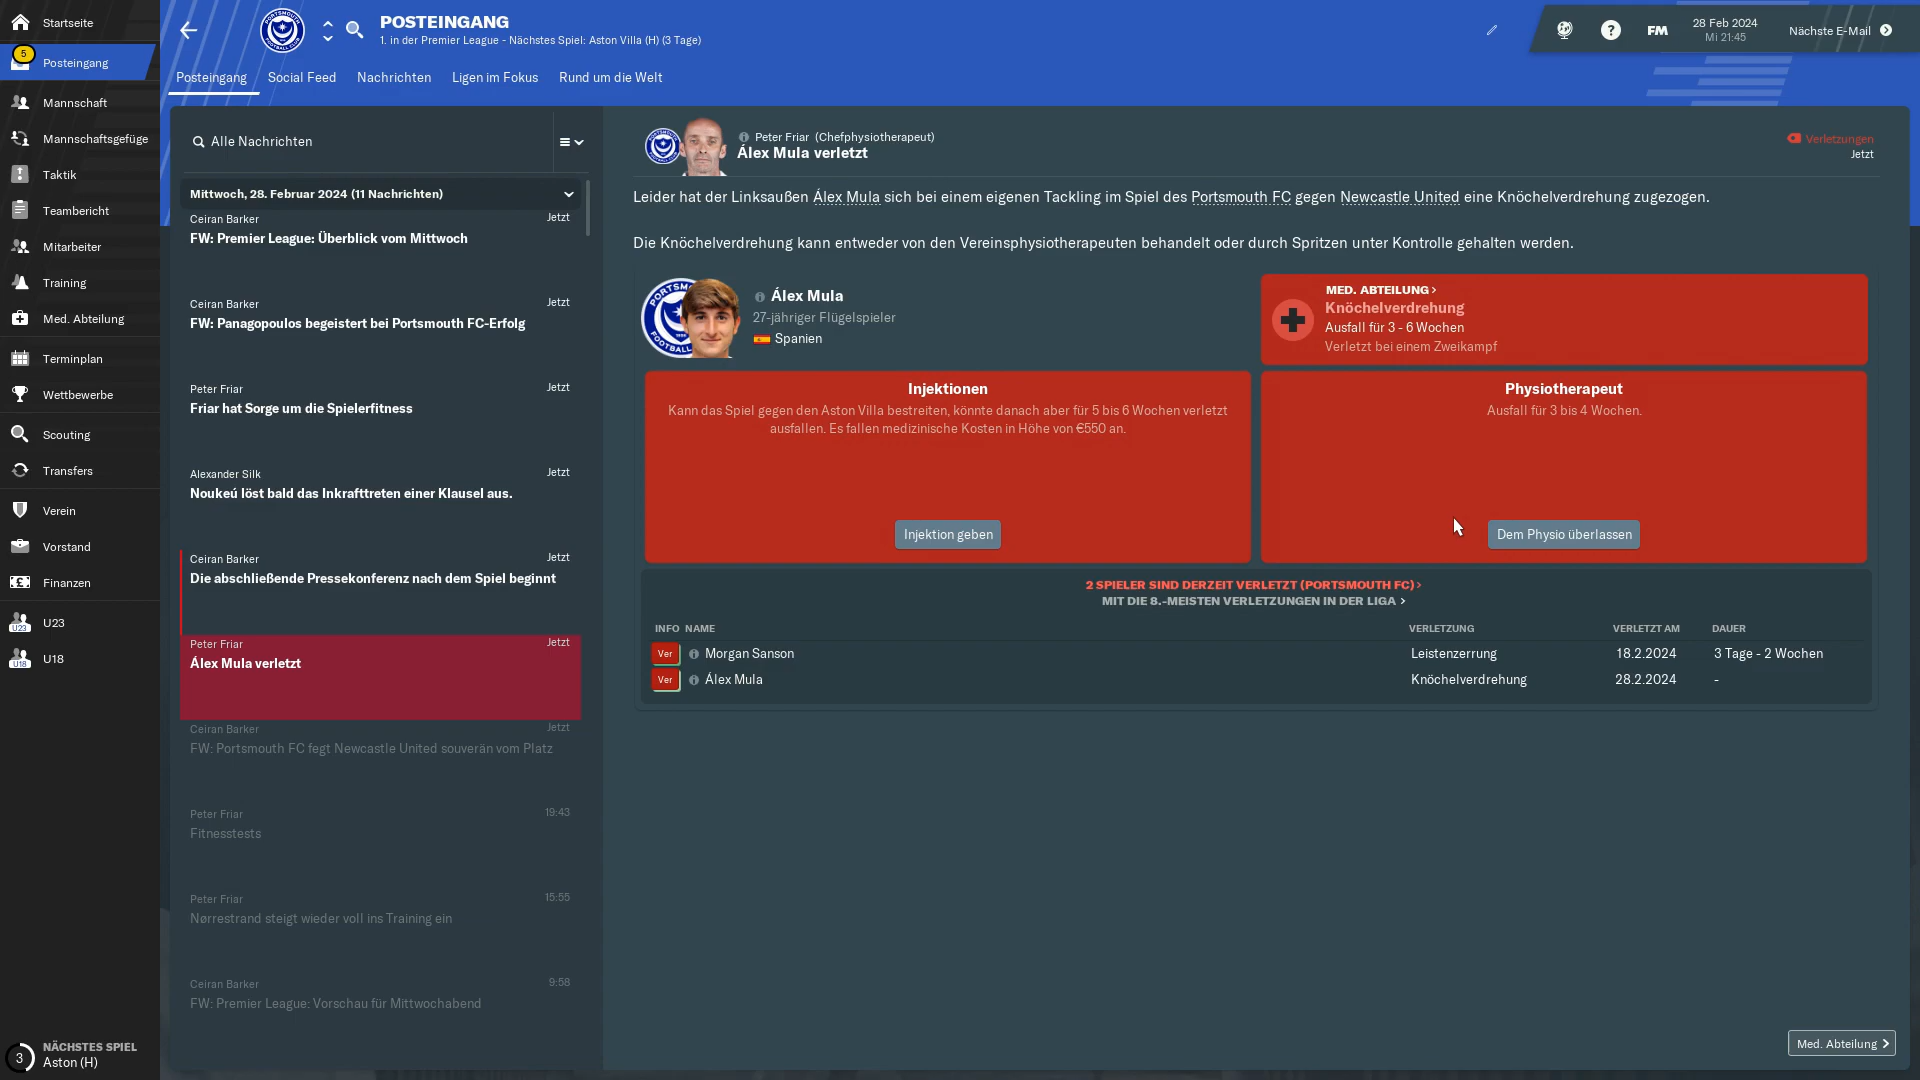 Startseite
5
Posteingang
Mannschaft
Mannschaftsgefüge
Taktik
Teambericht
Mitarbeiter
Training
Med. Abteilung
Terminplan
Wettbewerbe
Scouting
Transfers
Verein
Vorstand
Finanzen
U23
U23
U18
U18
3
NÄCHSTES SPIEL
Aston (H)
POSTEINGANG
1. in der Premier League - Nächstes Spiel: Aston Villa (H) (3 Tage)
?
FM
28 Feb 2024
Mi 21:45
Nächste E-Mail
Posteingang
Social Feed
Nachrichten
Ligen im Fokus
Rund um die Welt
Alle Nachrichten
Mittwoch, 28. Februar 2024 (11 Nachrichten)
Ceiran Barker Jetzt
FW: Premier League: Überblick vom Mittwoch
Ceiran Barker Jetzt
FW: Panagopoulos begeistert bei Portsmouth FC-Erfolg
Peter Friar Jetzt
Friar hat Sorge um die Spielerfitness
Alexander Silk Jetzt
Noukeú löst bald das Inkrafttreten einer Klausel aus.
Ceiran Barker Jetzt
Die abschließende Pressekonferenz nach dem Spiel beginnt
Peter Friar Jetzt
Álex Mula verletzt
Ceiran Barker Jetzt
FW: Portsmouth FC fegt Newcastle United souverän vom Platz
Peter Friar 19:43
Fitnesstests
Peter Friar 15:55
Nørrestrand steigt wieder voll ins Training ein
Ceiran Barker 9:58
FW: Premier League: Vorschau für Mittwochabend
Peter Friar (Chefphysiotherapeut)
Álex Mula verletzt
Verletzungen
Jetzt
Leider hat der Linksaußen Álex Mula sich bei einem eigenen Tackling im Spiel des Portsmouth FC gegen Newcastle United eine Knöchelverdrehung zugezogen.
Die Knöchelverdrehung kann entweder von den Vereinsphysiotherapeuten behandelt oder durch Spritzen unter Kontrolle gehalten werden.
Álex Mula
27-jähriger Flügelspieler
Spanien
MED. ABTEILUNG
Knöchelverdrehung
Ausfall für 3 - 6 Wochen
Verletzt bei einem Zweikampf
Injektionen
Kann das Spiel gegen den Aston Villa bestreiten, könnte danach aber für 5 bis 6 Wochen verletzt
ausfallen. Es fallen medizinische Kosten in Höhe von €550 an.
Injektion geben
Physiotherapeut
Ausfall für 3 bis 4 Wochen.
Dem Physio überlassen
2 SPIELER SIND DERZEIT VERLETZT (PORTSMOUTH FC)
MIT DIE 8.-MEISTEN VERLETZUNGEN IN DER LIGA
INFO NAME VERLETZUNG VERLETZT AM DAUER
Ver Morgan Sanson Leistenzerrung 18.2.2024 3 Tage - 2 Wochen
Ver Álex Mula Knöchelverdrehung 28.2.2024 -
Med. Abteilung